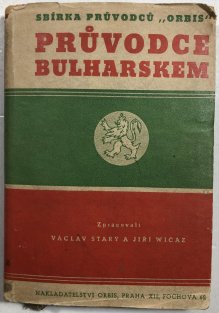 SBÍRKA PRŮVODCŮ „ORBIS"
PRŮVODCE
BULHARSKEM
Zpracovali
VÁCLAV STARÝ A JIŘÍ WICAZ
NAKLADATELSTVÍ ORBIS, PRAHA XII, FOCHOVA 62